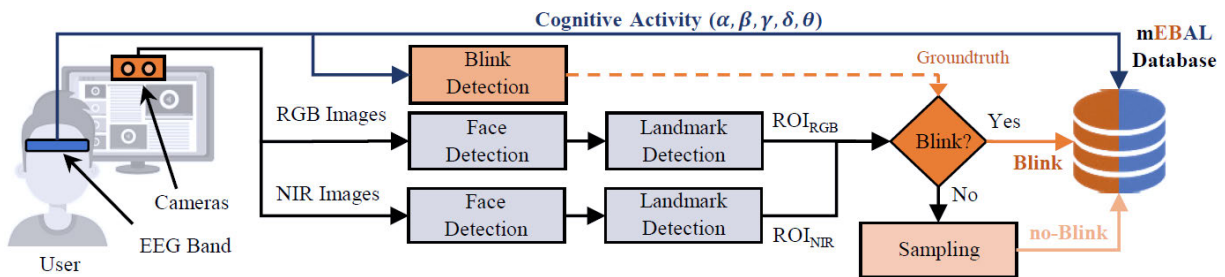 Cognitive Activity (α, β, γ, δ, θ)
mEBAL
Database
Blink
Detection
Groundtruth
RGB Images
Face
Detection
Landmark
Detection
ROI_RGB
Blink?
Yes
Blink
NIR Images
Face
Detection
Landmark
Detection
ROI_NIR
No
Sampling
no-Blink
Cameras
EEG Band
User